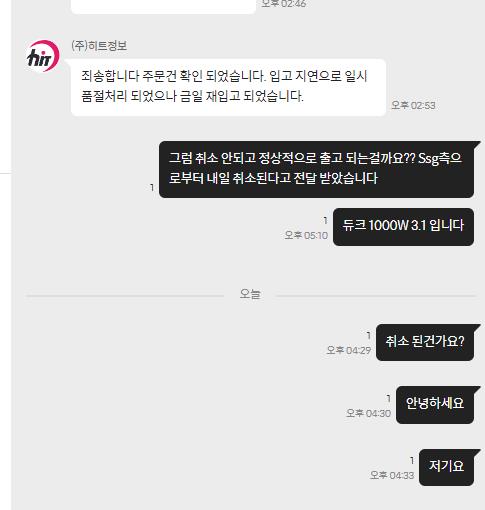 오후 02:46
hit
(주)히트정보
죄송합니다 주문건 확인 되었습니다. 입고 지연으로 일시
품절처리 되었으나 금일 재입고 되었습니다.
오후 02:53
그럼 취소 안되고 정상적으로 출고 되는걸까요?? Ssg측으
로부터 내일 취소된다고 전달 받았습니다
1
듀크 1000W 3.1 입니다
1
오후 05:10
오늘
취소 된건가요?
1
오후 04:29
안녕하세요
1
오후 04:30
저기요
1
오후 04:33